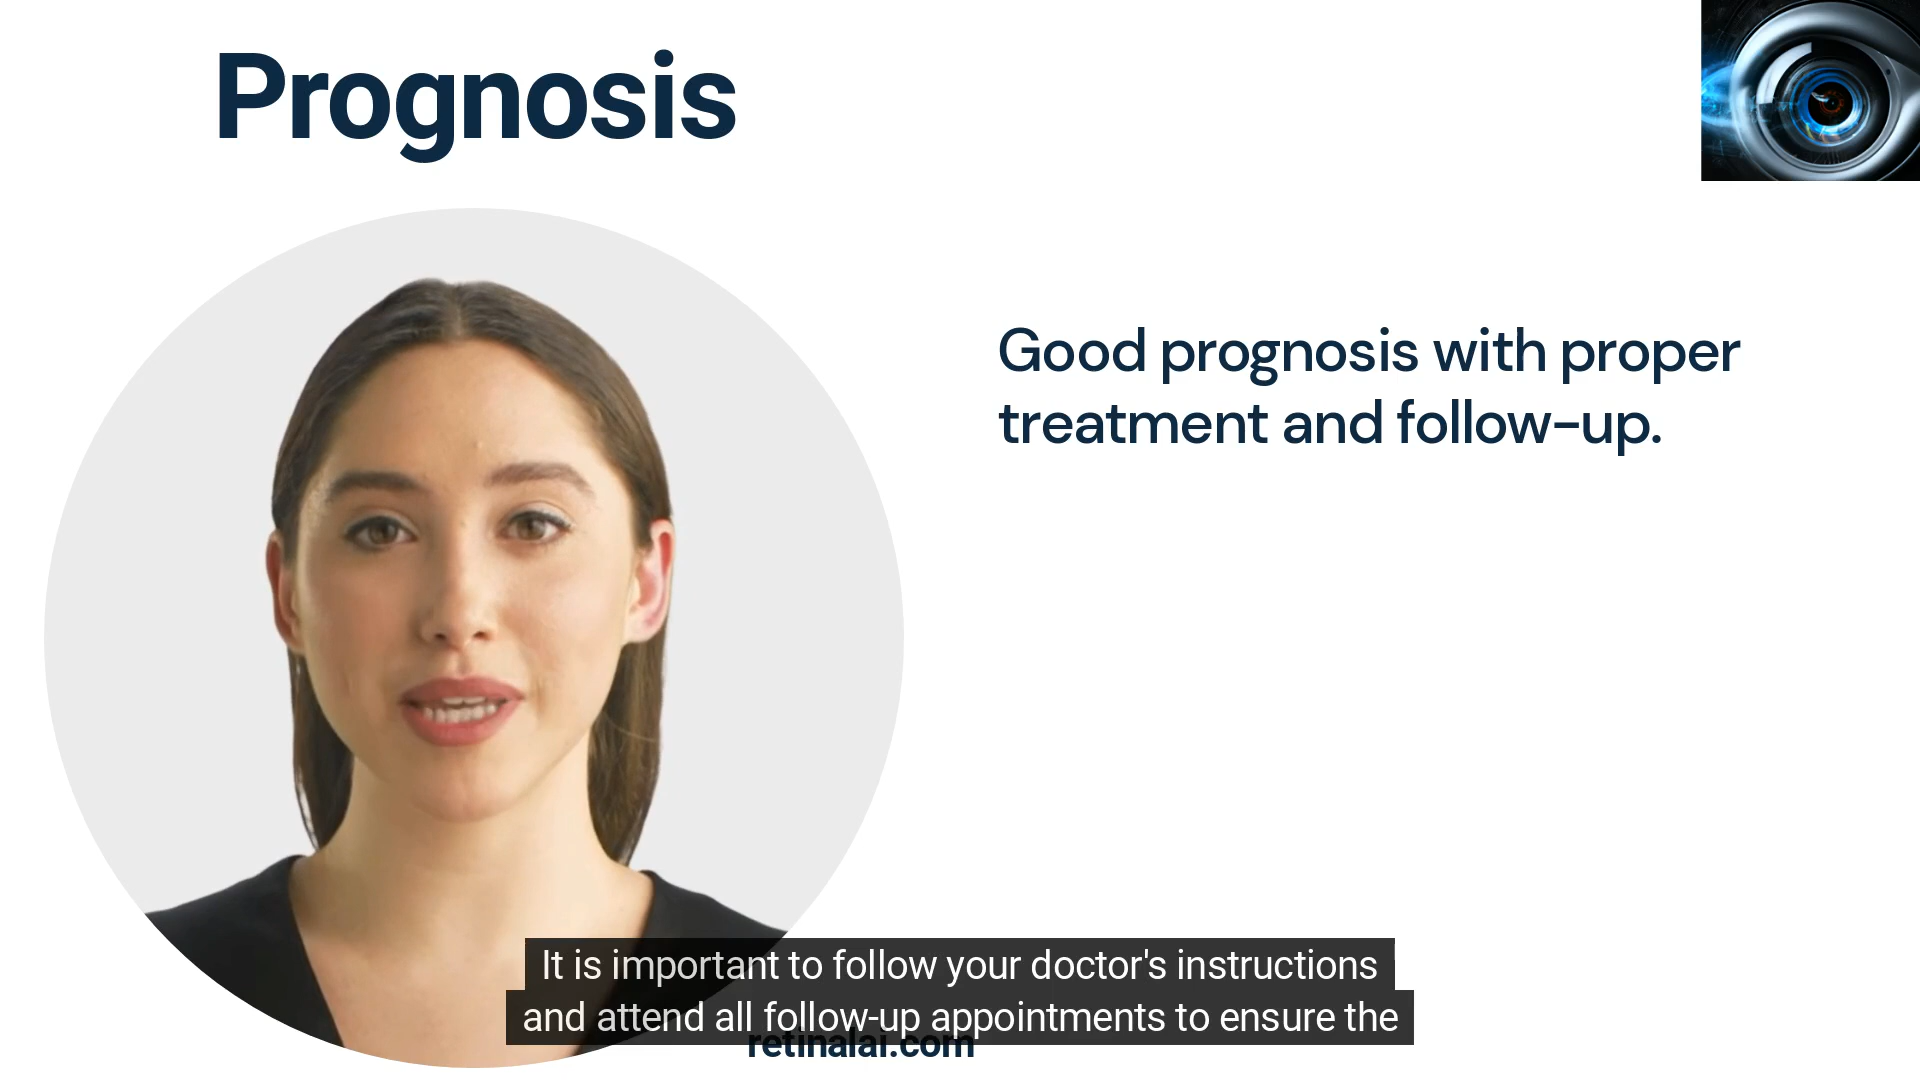 Prognosis
Good prognosis with proper
treatment and follow-up.
It is important to follow your doctor's instructions
and attend all follow-up appointments to ensure the
retinalai.com